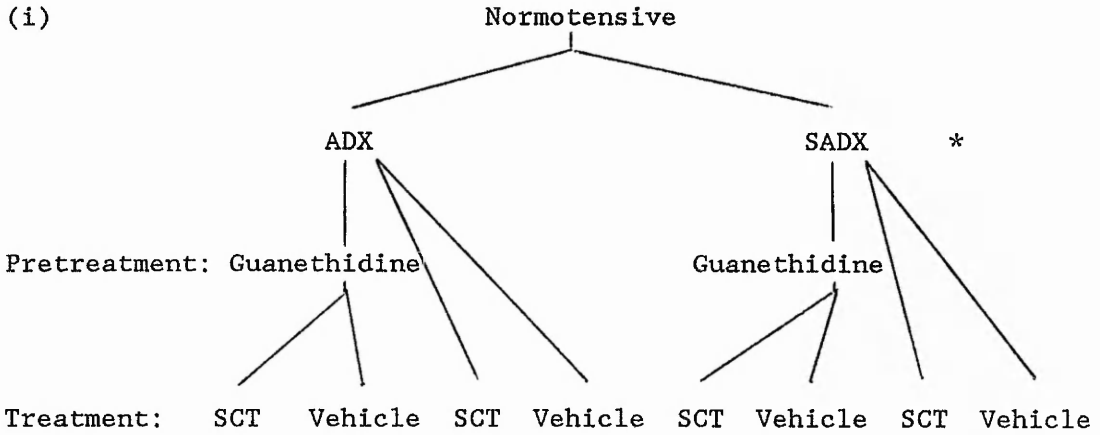 (i) Normotensive
ADX SADX *
Pretreatment: Guanethidine Guanethidine
Treatment: SCT Vehicle SCT Vehicle SCT Vehicle SCT Vehicle